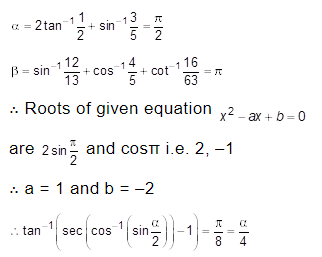 α = 2tan⁻¹ 1/2 + sin⁻¹ 3/5 = π/2
β = sin⁻¹ 12/13 + cos⁻¹ 4/5 + cot⁻¹ 16/63 = π
∴ Roots of given equation x² – ax + b = 0
are 2 sin π/2 and cosπ i.e. 2, –1
∴ a = 1 and b = –2
∴ tan⁻¹(sec(cos⁻¹(sin α/2)) – 1) = π/8 = α/4